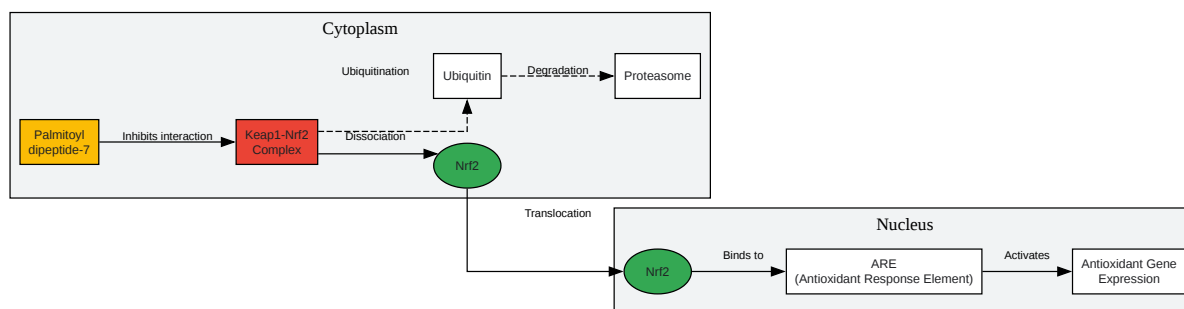 Cytoplasm
Ubiquitination
Ubiquitin
Degradation
Proteasome
Palmitoyl
dipeptide-7
Inhibits interaction
Keap1-Nrf2
Complex
Dissociation
Nrf2
Translocation
Nucleus
Nrf2
Binds to
ARE
(Antioxidant Response Element)
Activates
Antioxidant Gene
Expression